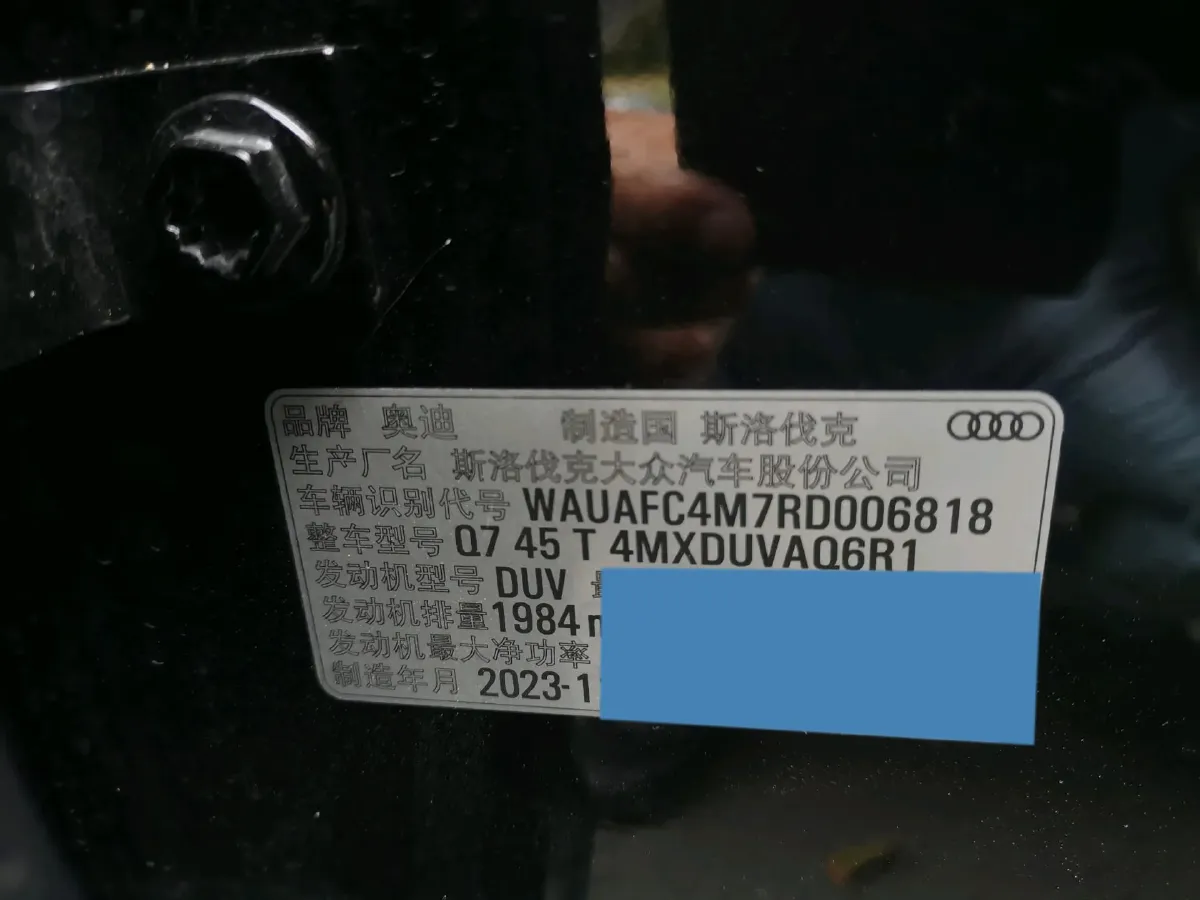 品牌 奥迪 制造国 斯洛伐克
生产厂名 斯洛伐克大众汽车股份公司
车辆识别代号 WAUAFC4M7RD006818
整车型号 Q7 45 T 4MXDUVAQ6R1
发动机型号 DUV
发动机排量 1984
发动机最大净功率
制造年月 2023-1